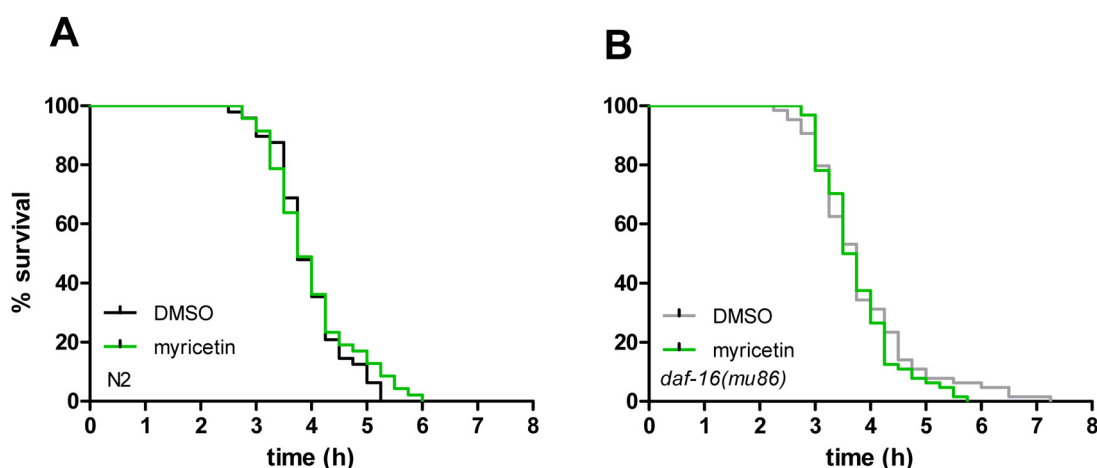 A
B
% survival
100
80
60
40
20
0
0 1 2 3 4 5 6 7 8
time (h)
DMSO
myricetin
N2
100
80
60
40
20
0
0 1 2 3 4 5 6 7 8
time (h)
DMSO
myricetin
daf-16(mu86)